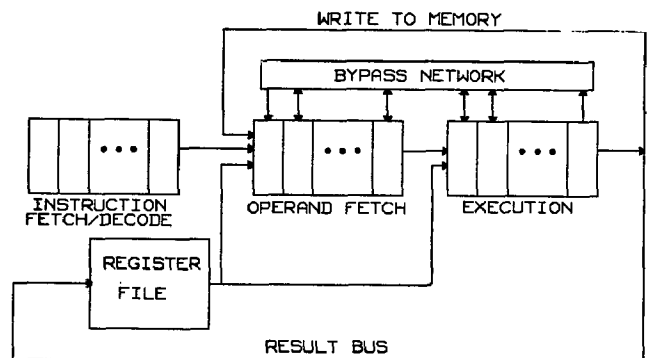 WRITE TO MEMORY
BYPASS NETWORK
INSTRUCTION
FETCH/DECODE
OPERAND FETCH
EXECUTION
REGISTER
FILE
RESULT BUS